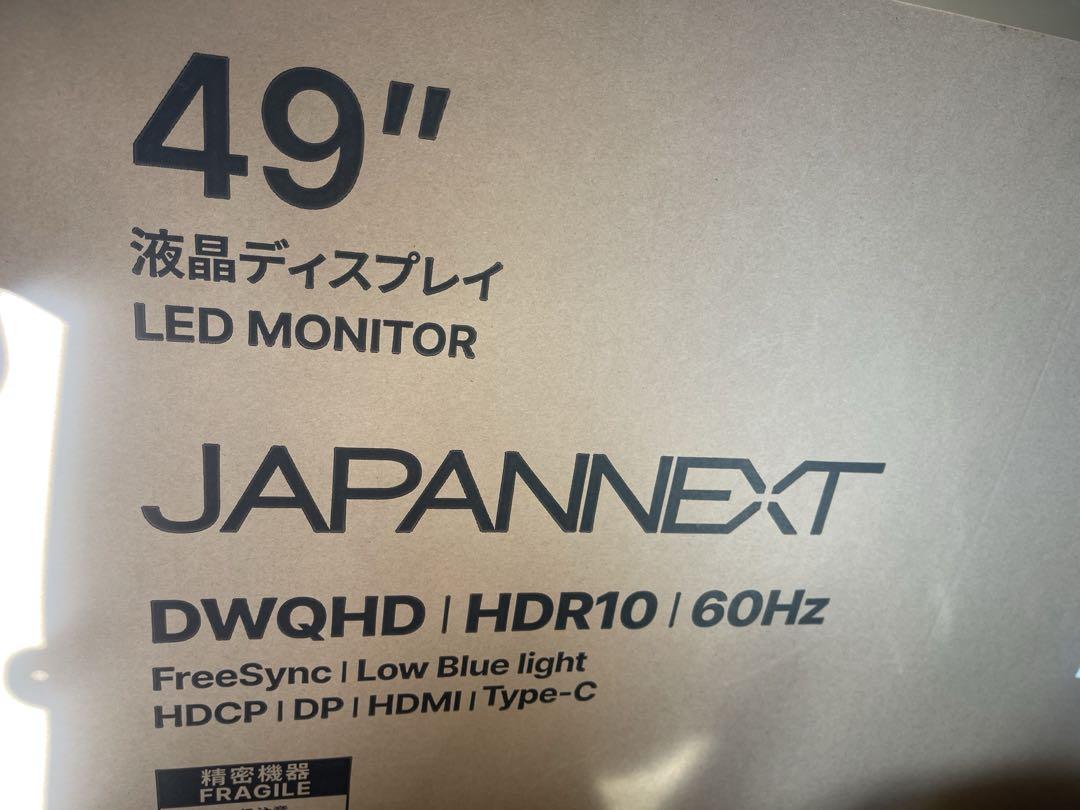 49"
液晶ディスプレイ
LED MONITOR
JAPANNEXT
DWQHD | HDR10 | 60Hz
FreeSync | Low Blue light
HDCP | DP | HDMI | Type-C
精密機器
FRAGILE